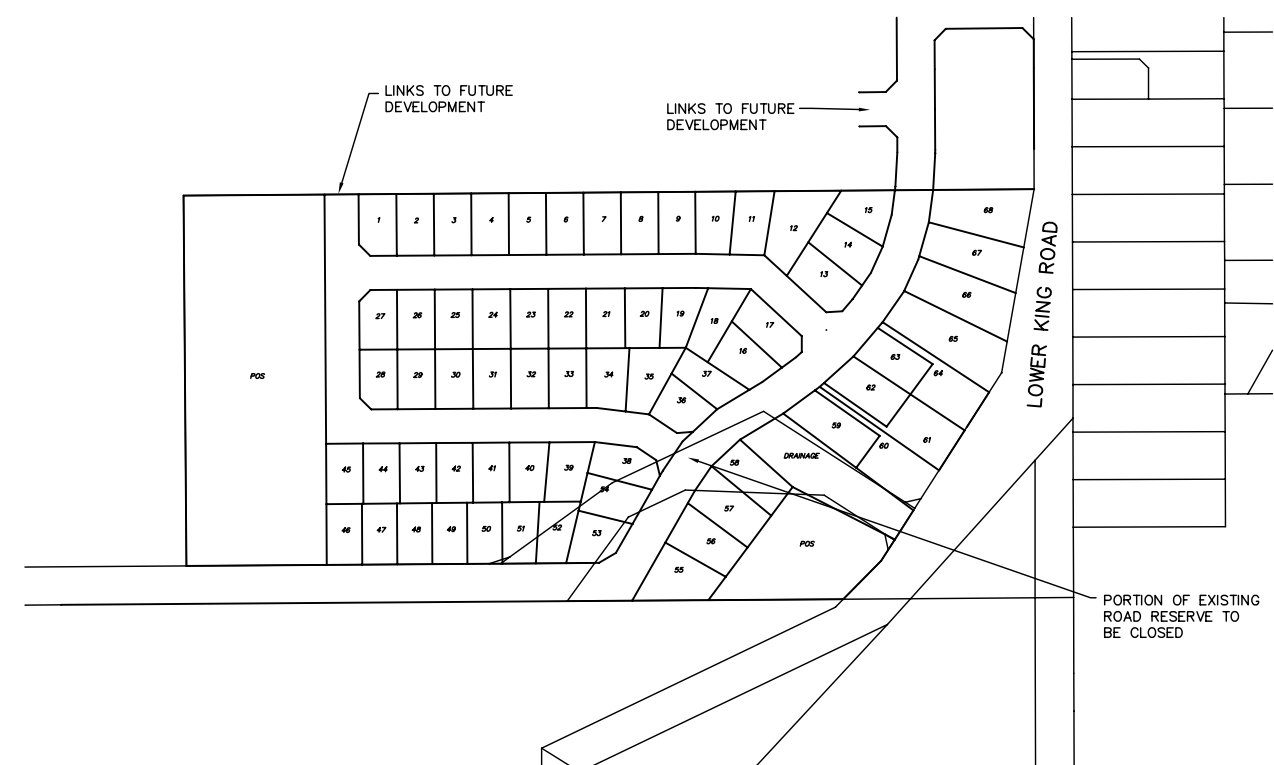 LINKS TO FUTURE
DEVELOPMENT
LINKS TO FUTURE
DEVELOPMENT
1 2 3 4 5 6 7 8 9 10 11 12 15
14
13
68
67
66
65
LOWER KING ROAD
27 26 25 24 23 22 21 20 19 18 17
16
28 29 30 31 32 33 34 35 37
36
63 64
62
61
59
60
POS
DRAINAGE
45 44 43 42 41 40 39 38
54
46 47 48 49 50 51 52 53
58
57
56
55
POS
PORTION OF EXISTING
ROAD RESERVE TO
BE CLOSED